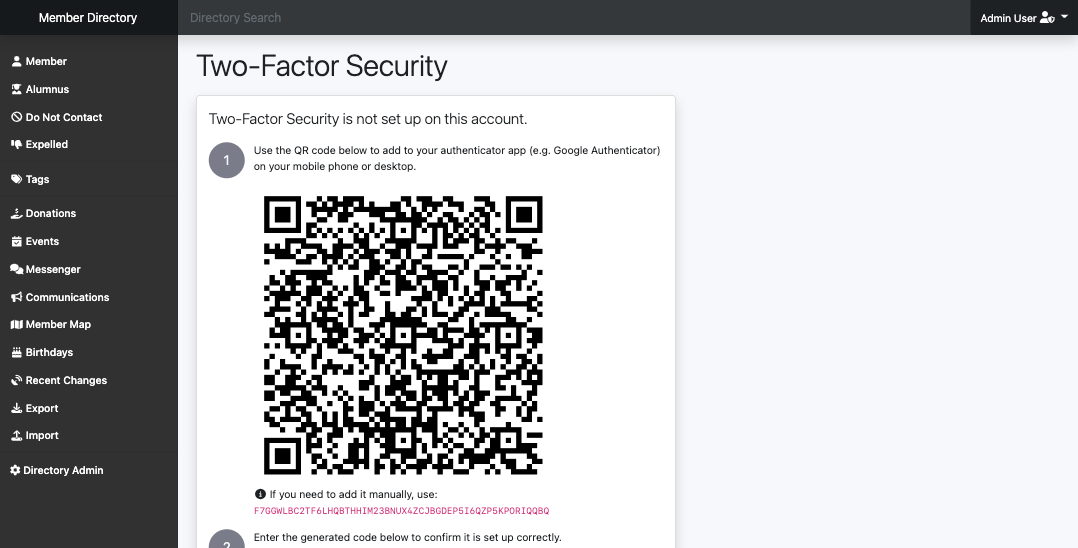 Member Directory
Directory Search
Admin User
Member
Alumnus
Do Not Contact
Expelled
Tags
Donations
Events
Messenger
Communications
Member Map
Birthdays
Recent Changes
Export
Import
Directory Admin
Two-Factor Security
Two-Factor Security is not set up on this account.
1
Use the QR code below to add to your authenticator app (e.g. Google Authenticator)
on your mobile phone or desktop.
If you need to add it manually, use:
F7GGWLBC2TF6LHQBTHHIM23BNUX4ZCJBGDEP5I6QZP5KPORIQQBQ
2
Enter the generated code below to confirm it is set up correctly.